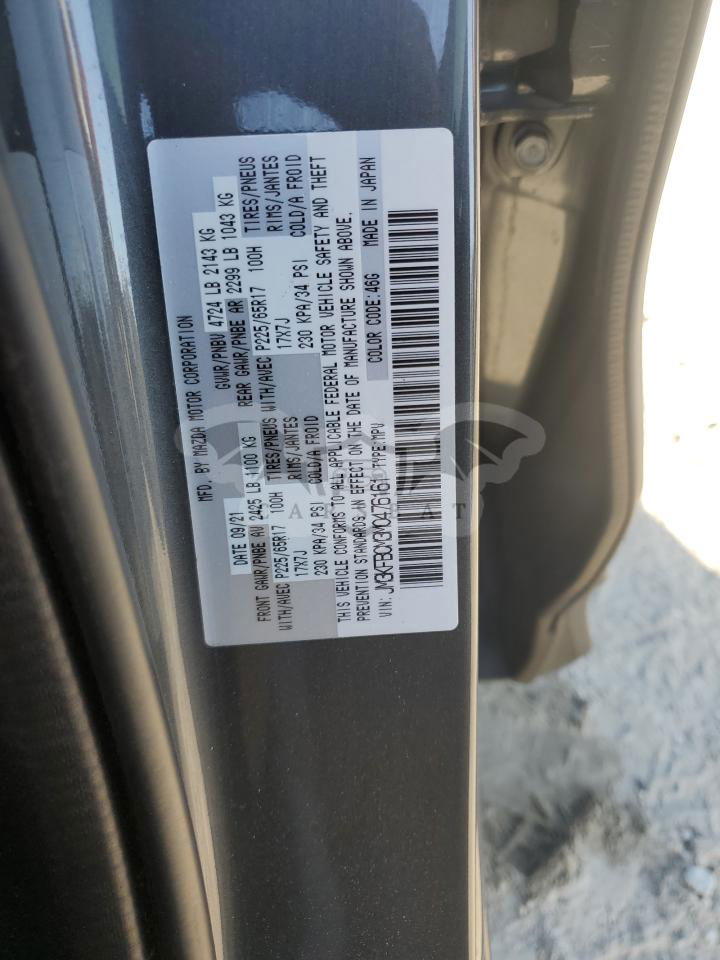 MFD. BY MAZDA MOTOR CORPORATION
DATE 09/21 GVWR/PNBV 4724 LB 2143 KG
FRONT GAWR/PNBE AV 2425 LB 1100 KG REAR GAWR/PNBE AR 2299 LB 1043 KG
WITH/AVEC P225/65R17 100H TIRES/PNEUS WITH/AVEC P225/65R17 100H TIRES/PNEUS
17X7J RIMS/JANTES 17X7J RIMS/JANTES
230 KPA/34 PSI COLD/A FROID 230 KPA/34 PSI COLD/A FROID
THIS VEHICLE CONFORMS TO ALL APPLICABLE FEDERAL MOTOR VEHICLE SAFETY AND THEFT
PREVENTION STANDARDS IN EFFECT ON THE DATE OF MANUFACTURE SHOWN ABOVE.
COLOR CODE:46G MADE IN JAPAN
VIN: JM3KFBCM3M0476161 TYPE:MPV